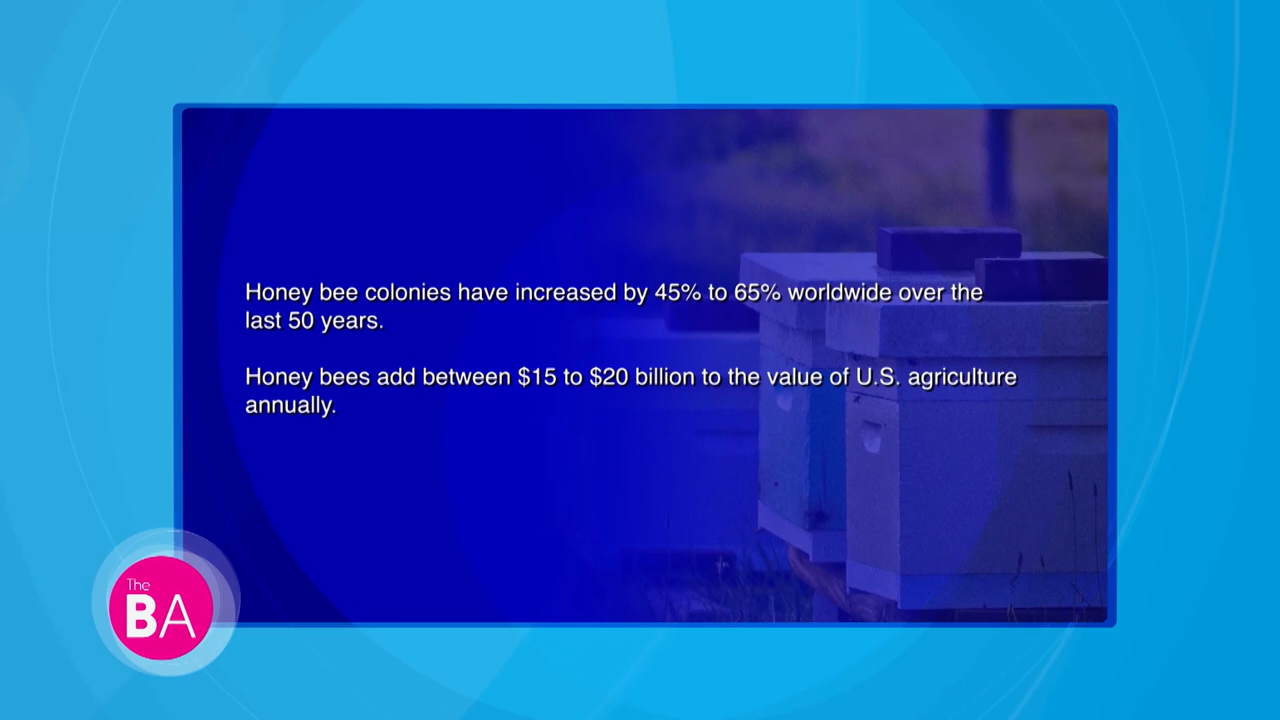 Honey bee colonies have increased by 45% to 65% worldwide over the
last 50 years.
Honey bees add between $15 to $20 billion to the value of U.S. agriculture
annually.
The
BA